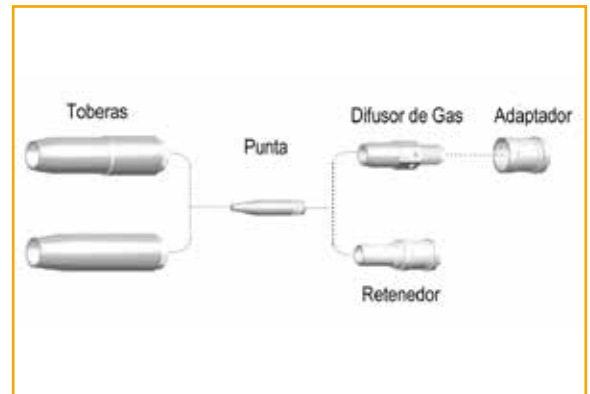 Toberas
Punta
Difusor de Gas
Adaptador
Retenedor